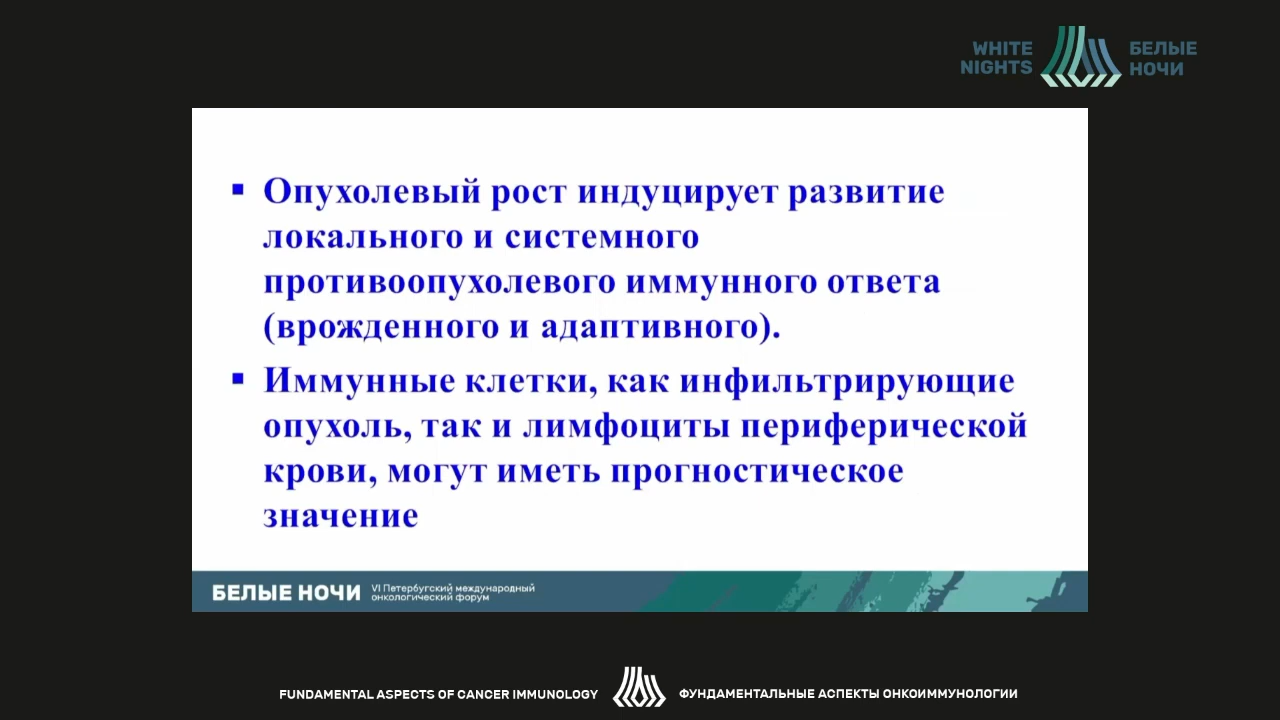 WHITE NIGHTS
БЕЛЫЕ НОЧИ
▪ Опухолевый рост индуцирует развитие
локального и системного
противоопухолевого иммунного ответа
(врожденного и адаптивного).
▪ Иммунные клетки, как инфильтрирующие
опухоль, так и лимфоциты периферической
крови, могут иметь прогностическое
значение
БЕЛЫЕ НОЧИ
VI Петербургский международный
онкологический форум
FUNDAMENTAL ASPECTS OF CANCER IMMUNOLOGY
ФУНДАМЕНТАЛЬНЫЕ АСПЕКТЫ ОНКОИММУНОЛОГИИ